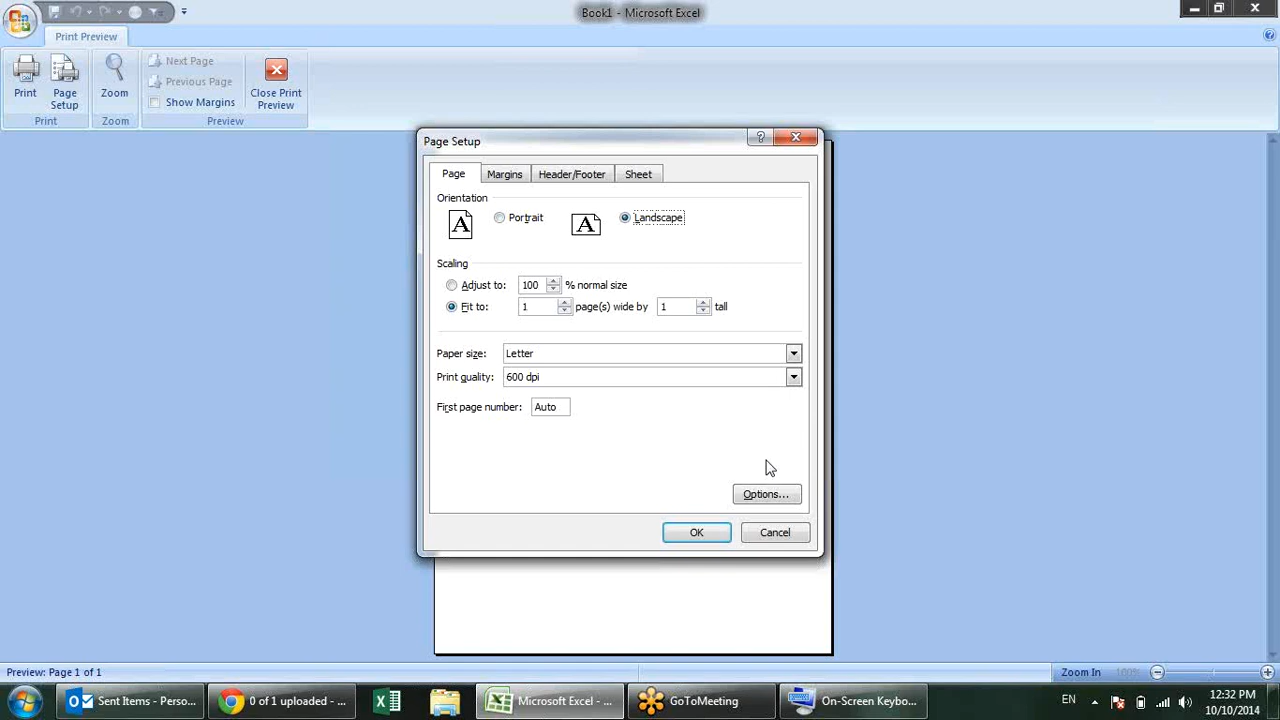 Book1 - Microsoft Excel
Print Preview
Print
Page Setup
Zoom
Next Page
Previous Page
Show Margins
Close Print Preview
Print
Zoom
Preview
Page Setup
Page
Margins
Header/Footer
Sheet
Orientation
A
Portrait
A
Landscape
Scaling
Adjust to:
100
% normal size
Fit to:
1
page(s) wide by
1
tall
Paper size:
Letter
Print quality:
600 dpi
First page number:
Auto
Options...
OK
Cancel
Preview: Page 1 of 1
Zoom In
100%
Sent Items - Perso...
0 of 1 uploaded - ...
Microsoft Excel - ...
GoToMeeting
On-Screen Keybo...
EN
12:32 PM
10/10/2014